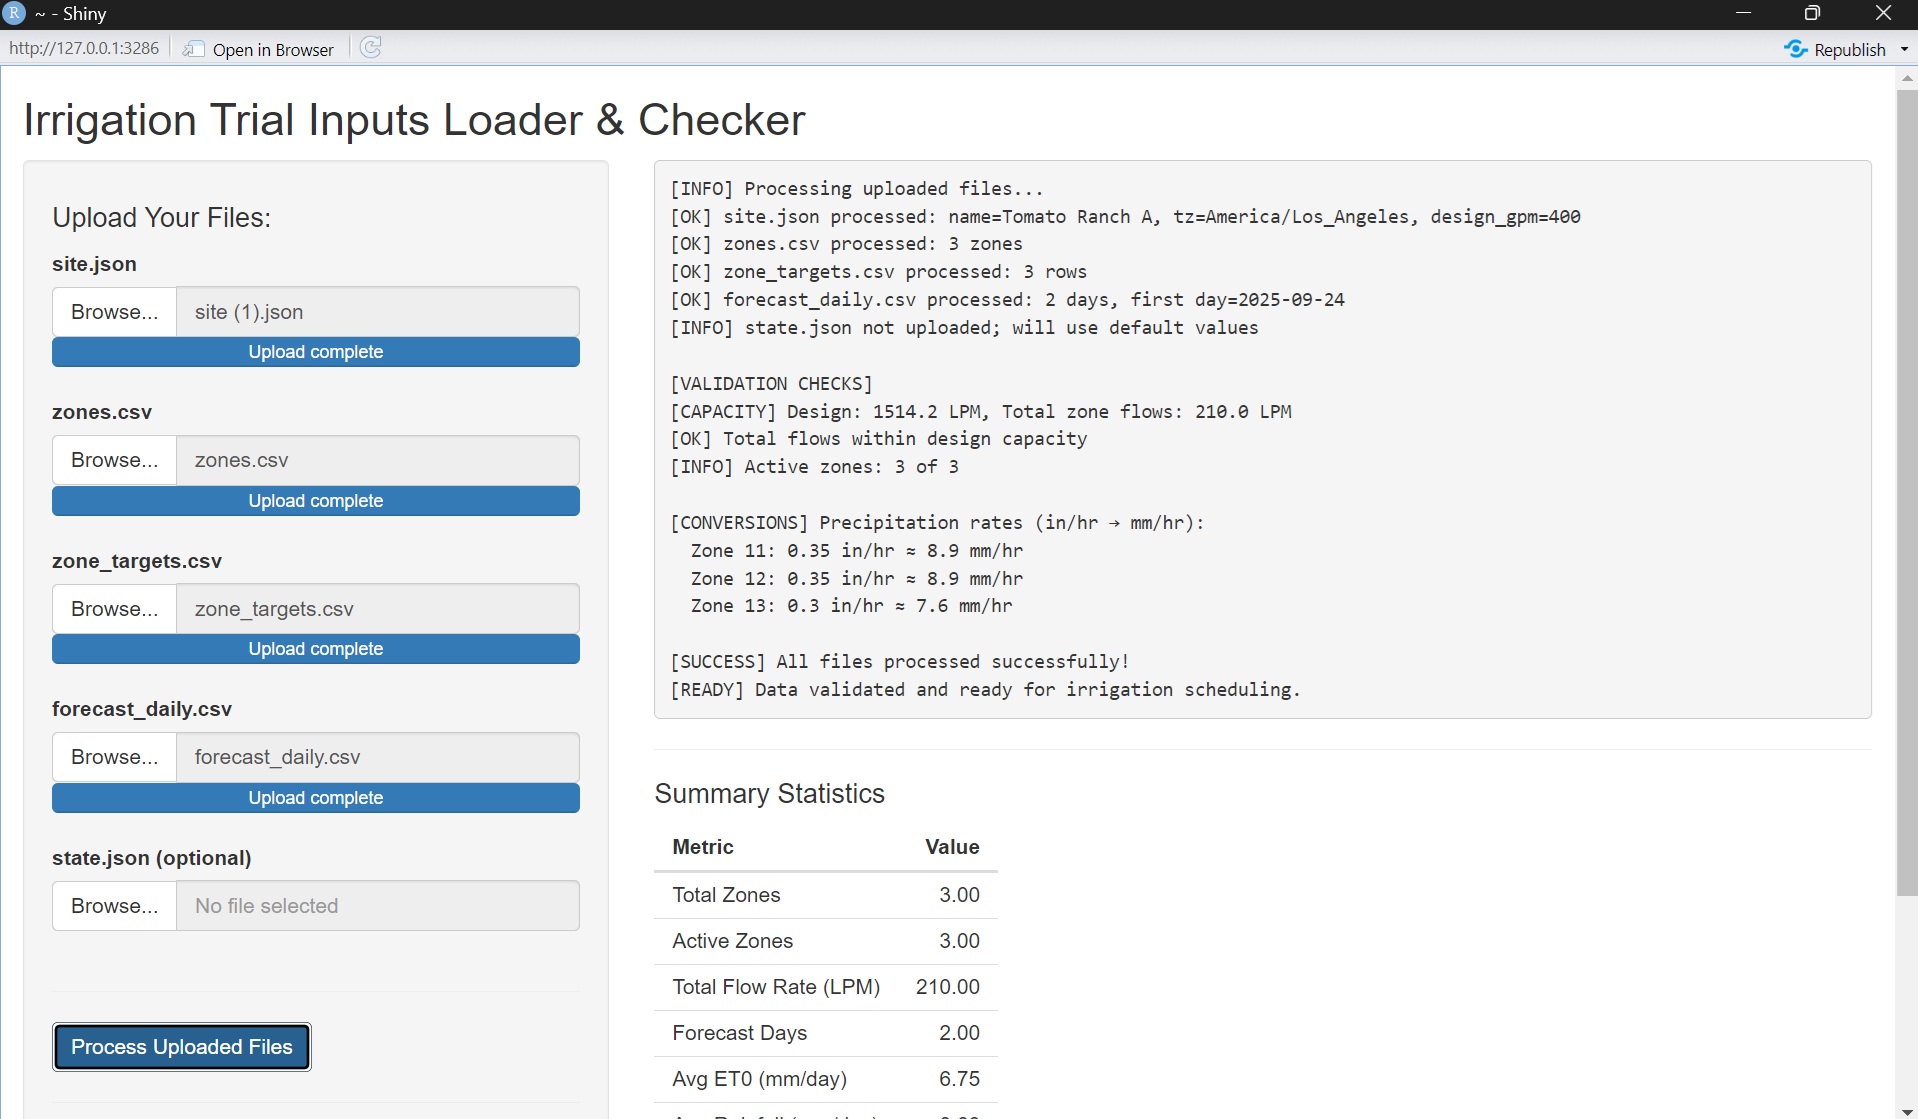 ~ - Shiny
http://127.0.0.1:3286 Open in Browser Republish
Irrigation Trial Inputs Loader & Checker
Upload Your Files:
site.json
Browse... site (1).json
Upload complete
zones.csv
Browse... zones.csv
Upload complete
zone_targets.csv
Browse... zone_targets.csv
Upload complete
forecast_daily.csv
Browse... forecast_daily.csv
Upload complete
state.json (optional)
Browse... No file selected
Process Uploaded Files
[INFO] Processing uploaded files...
[OK] site.json processed: name=Tomato Ranch A, tz=America/Los_Angeles, design_gpm=400
[OK] zones.csv processed: 3 zones
[OK] zone_targets.csv processed: 3 rows
[OK] forecast_daily.csv processed: 2 days, first day=2025-09-24
[INFO] state.json not uploaded; will use default values
[VALIDATION CHECKS]
[CAPACITY] Design: 1514.2 LPM, Total zone flows: 210.0 LPM
[OK] Total flows within design capacity
[INFO] Active zones: 3 of 3
[CONVERSIONS] Precipitation rates (in/hr → mm/hr):
Zone 11: 0.35 in/hr ≈ 8.9 mm/hr
Zone 12: 0.35 in/hr ≈ 8.9 mm/hr
Zone 13: 0.3 in/hr ≈ 7.6 mm/hr
[SUCCESS] All files processed successfully!
[READY] Data validated and ready for irrigation scheduling.
Summary Statistics
Metric Value
Total Zones 3.00
Active Zones 3.00
Total Flow Rate (LPM) 210.00
Forecast Days 2.00
Avg ET0 (mm/day) 6.75